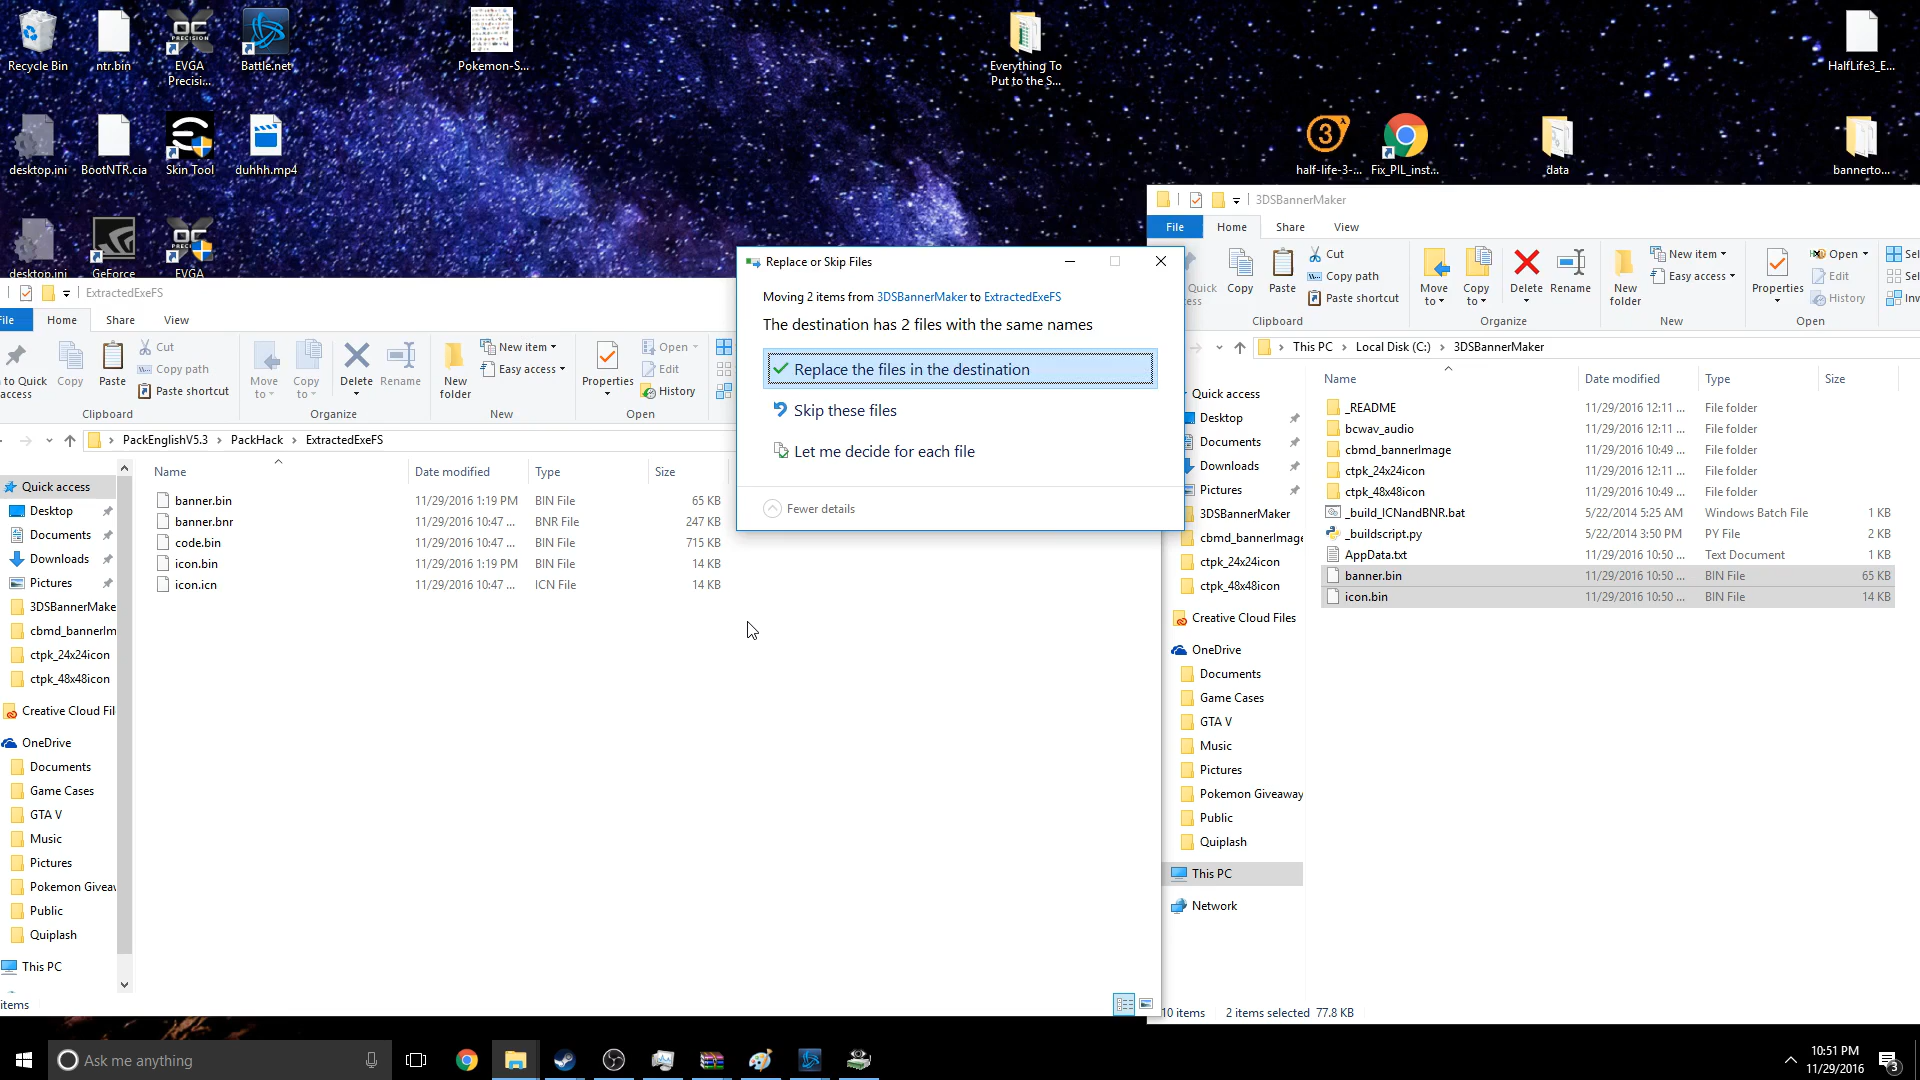 Recycle Bin
ntr.bin
EVGA
Precisi...
Battle.net
Pokemon-S...
Everything To
Put to the S...
HalfLife3_E...
desktop.ini
BootNTR.cia
Skin Tool
duhhh.mp4
half-life-3-...
Fix_PIL_inst...
data
bannerto...
desktop.ini
GeForce
EVGA
ExtractedExeFS
File
Home
Share
View
to Quick
access
Copy
Paste
Cut
Copy path
Paste shortcut
Clipboard
Move
to
Copy
to
Delete
Rename
Organize
New
folder
New item
Easy access
New
Properties
Open
Edit
History
Open
PackEnglishV5.3
PackHack
ExtractedExeFS
Name
Date modified
Type
Size
banner.bin 11/29/2016 1:19 PM BIN File 65 KB
banner.bnr 11/29/2016 10:47 ... BNR File 247 KB
code.bin 11/29/2016 10:47 ... BIN File 715 KB
icon.bin 11/29/2016 1:19 PM BIN File 14 KB
icon.icn 11/29/2016 10:47 ... ICN File 14 KB
Quick access
Desktop
Documents
Downloads
Pictures
3DSBannerMake
cbmd_bannerIm
ctpk_24x24icon
ctpk_48x48icon
Creative Cloud Fil
OneDrive
Documents
Game Cases
GTA V
Music
Pictures
Pokemon Giveav
Public
Quiplash
This PC
items
Replace or Skip Files
Moving 2 items from 3DSBannerMaker to ExtractedExeFS
The destination has 2 files with the same names
Replace the files in the destination
Skip these files
Let me decide for each file
Fewer details
3DSBannerMaker
File
Home
Share
View
Quick
ess
Copy
Paste
Cut
Copy path
Paste shortcut
Clipboard
Move
to
Copy
to
Delete
Rename
Organize
New
folder
New item
Easy access
New
Properties
Open
Edit
History
Open
Sel
Sel
Inv
This PC
Local Disk (C:)
3DSBannerMaker
Name
Date modified
Type
Size
_README 11/29/2016 12:11 ... File folder
bcwav_audio 11/29/2016 12:11 ... File folder
cbmd_bannerImage 11/29/2016 10:49 ... File folder
ctpk_24x24icon 11/29/2016 12:11 ... File folder
ctpk_48x48icon 11/29/2016 10:49 ... File folder
_build_ICNandBNR.bat 5/22/2014 5:25 AM Windows Batch File 1 KB
_buildscript.py 5/22/2014 3:50 PM PY File 2 KB
AppData.txt 11/29/2016 10:50 ... Text Document 1 KB
banner.bin 11/29/2016 10:50 ... BIN File 65 KB
icon.bin 11/29/2016 10:50 ... BIN File 14 KB
Quick access
Desktop
Documents
Downloads
Pictures
3DSBannerMaker
cbmd_bannerImage
ctpk_24x24icon
ctpk_48x48icon
Creative Cloud Files
OneDrive
Documents
Game Cases
GTA V
Music
Pictures
Pokemon Giveaway
Public
Quiplash
This PC
Network
10 items 2 items selected 77.8 KB
Ask me anything
10:51 PM
11/29/2016
3